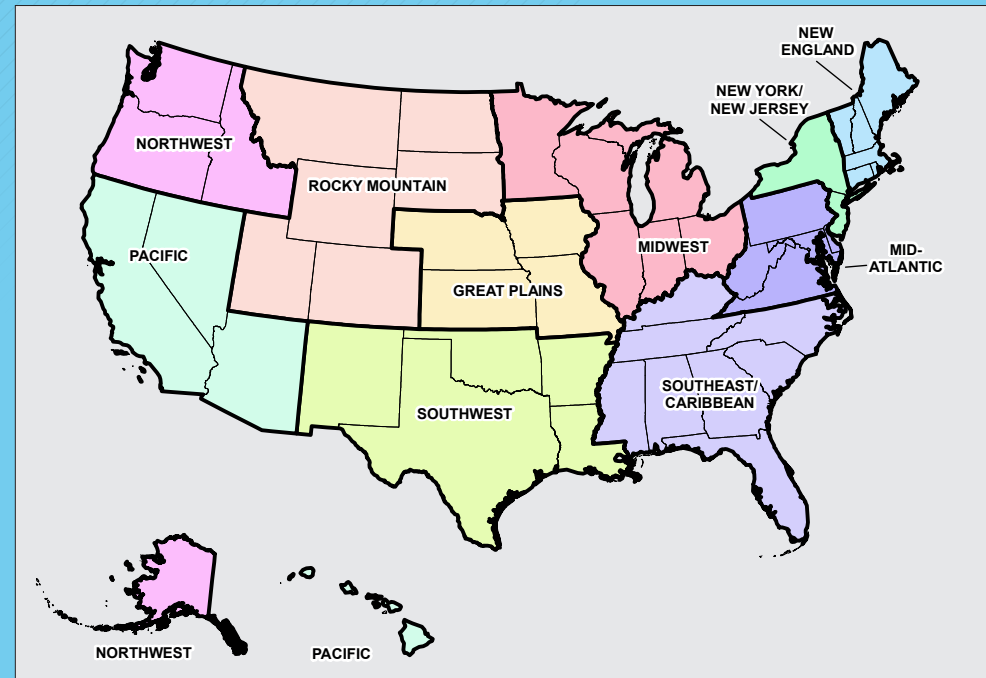 NEW
ENGLAND
NEW YORK/
NEW JERSEY
NORTHWEST
ROCKY MOUNTAIN
PACIFIC
MIDWEST
MID-
ATLANTIC
GREAT PLAINS
SOUTHEAST/
CARIBBEAN
SOUTHWEST
NORTHWEST
PACIFIC